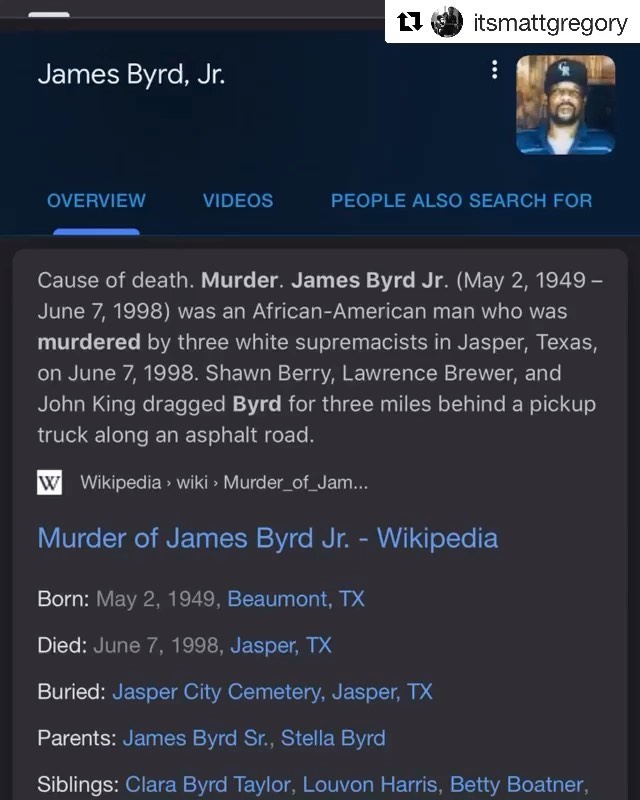 itsmattgregory
James Byrd, Jr.
OVERVIEW VIDEOS PEOPLE ALSO SEARCH FOR
Cause of death. Murder. James Byrd Jr. (May 2, 1949 –
June 7, 1998) was an African-American man who was
murdered by three white supremacists in Jasper, Texas,
on June 7, 1998. Shawn Berry, Lawrence Brewer, and
John King dragged Byrd for three miles behind a pickup
truck along an asphalt road.
W Wikipedia › wiki › Murder_of_Jam...
Murder of James Byrd Jr. - Wikipedia
Born: May 2, 1949, Beaumont, TX
Died: June 7, 1998, Jasper, TX
Buried: Jasper City Cemetery, Jasper, TX
Parents: James Byrd Sr., Stella Byrd
Siblings: Clara Byrd Taylor, Louvon Harris, Betty Boatner,